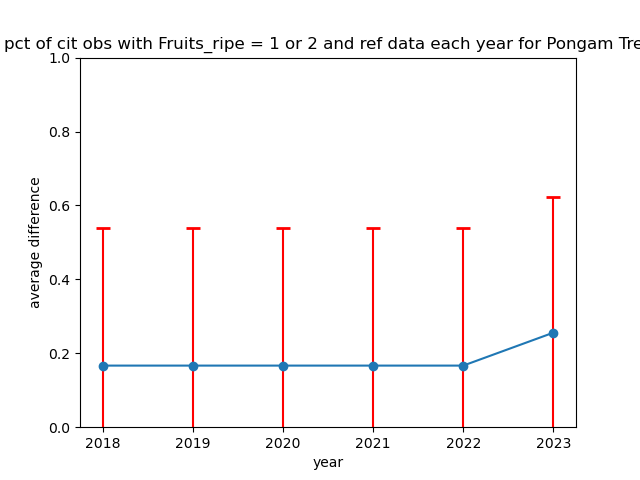 pct of cit obs with Fruits_ripe = 1 or 2 and ref data each year for Pongam Tre
1.0
0.8
0.6
0.4
0.2
0.0
average difference
2018 2019 2020 2021 2022 2023
year